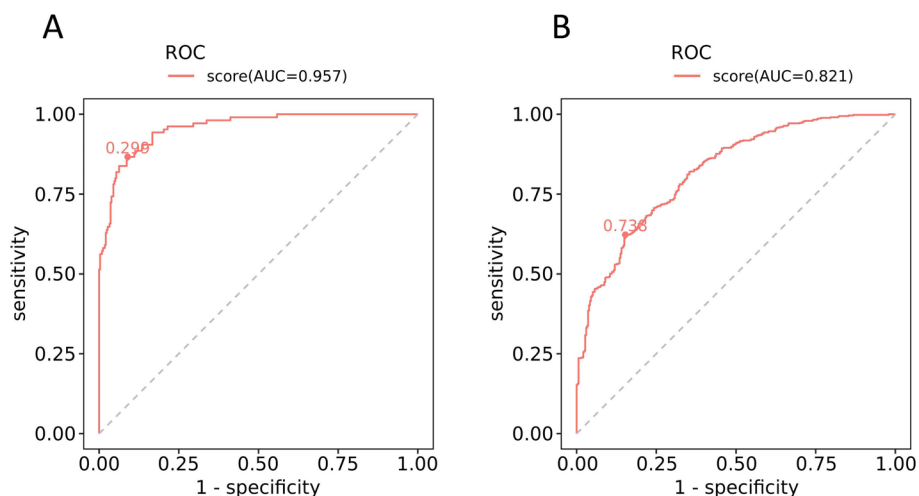 A
ROC
score(AUC=0.957)
1.00
0.75
0.50
0.25
0.00
sensitivity
0.299
0.00 0.25 0.50 0.75 1.00
1 - specificity
B
ROC
score(AUC=0.821)
1.00
0.75
0.50
0.25
0.00
sensitivity
0.738
0.00 0.25 0.50 0.75 1.00
1 - specificity